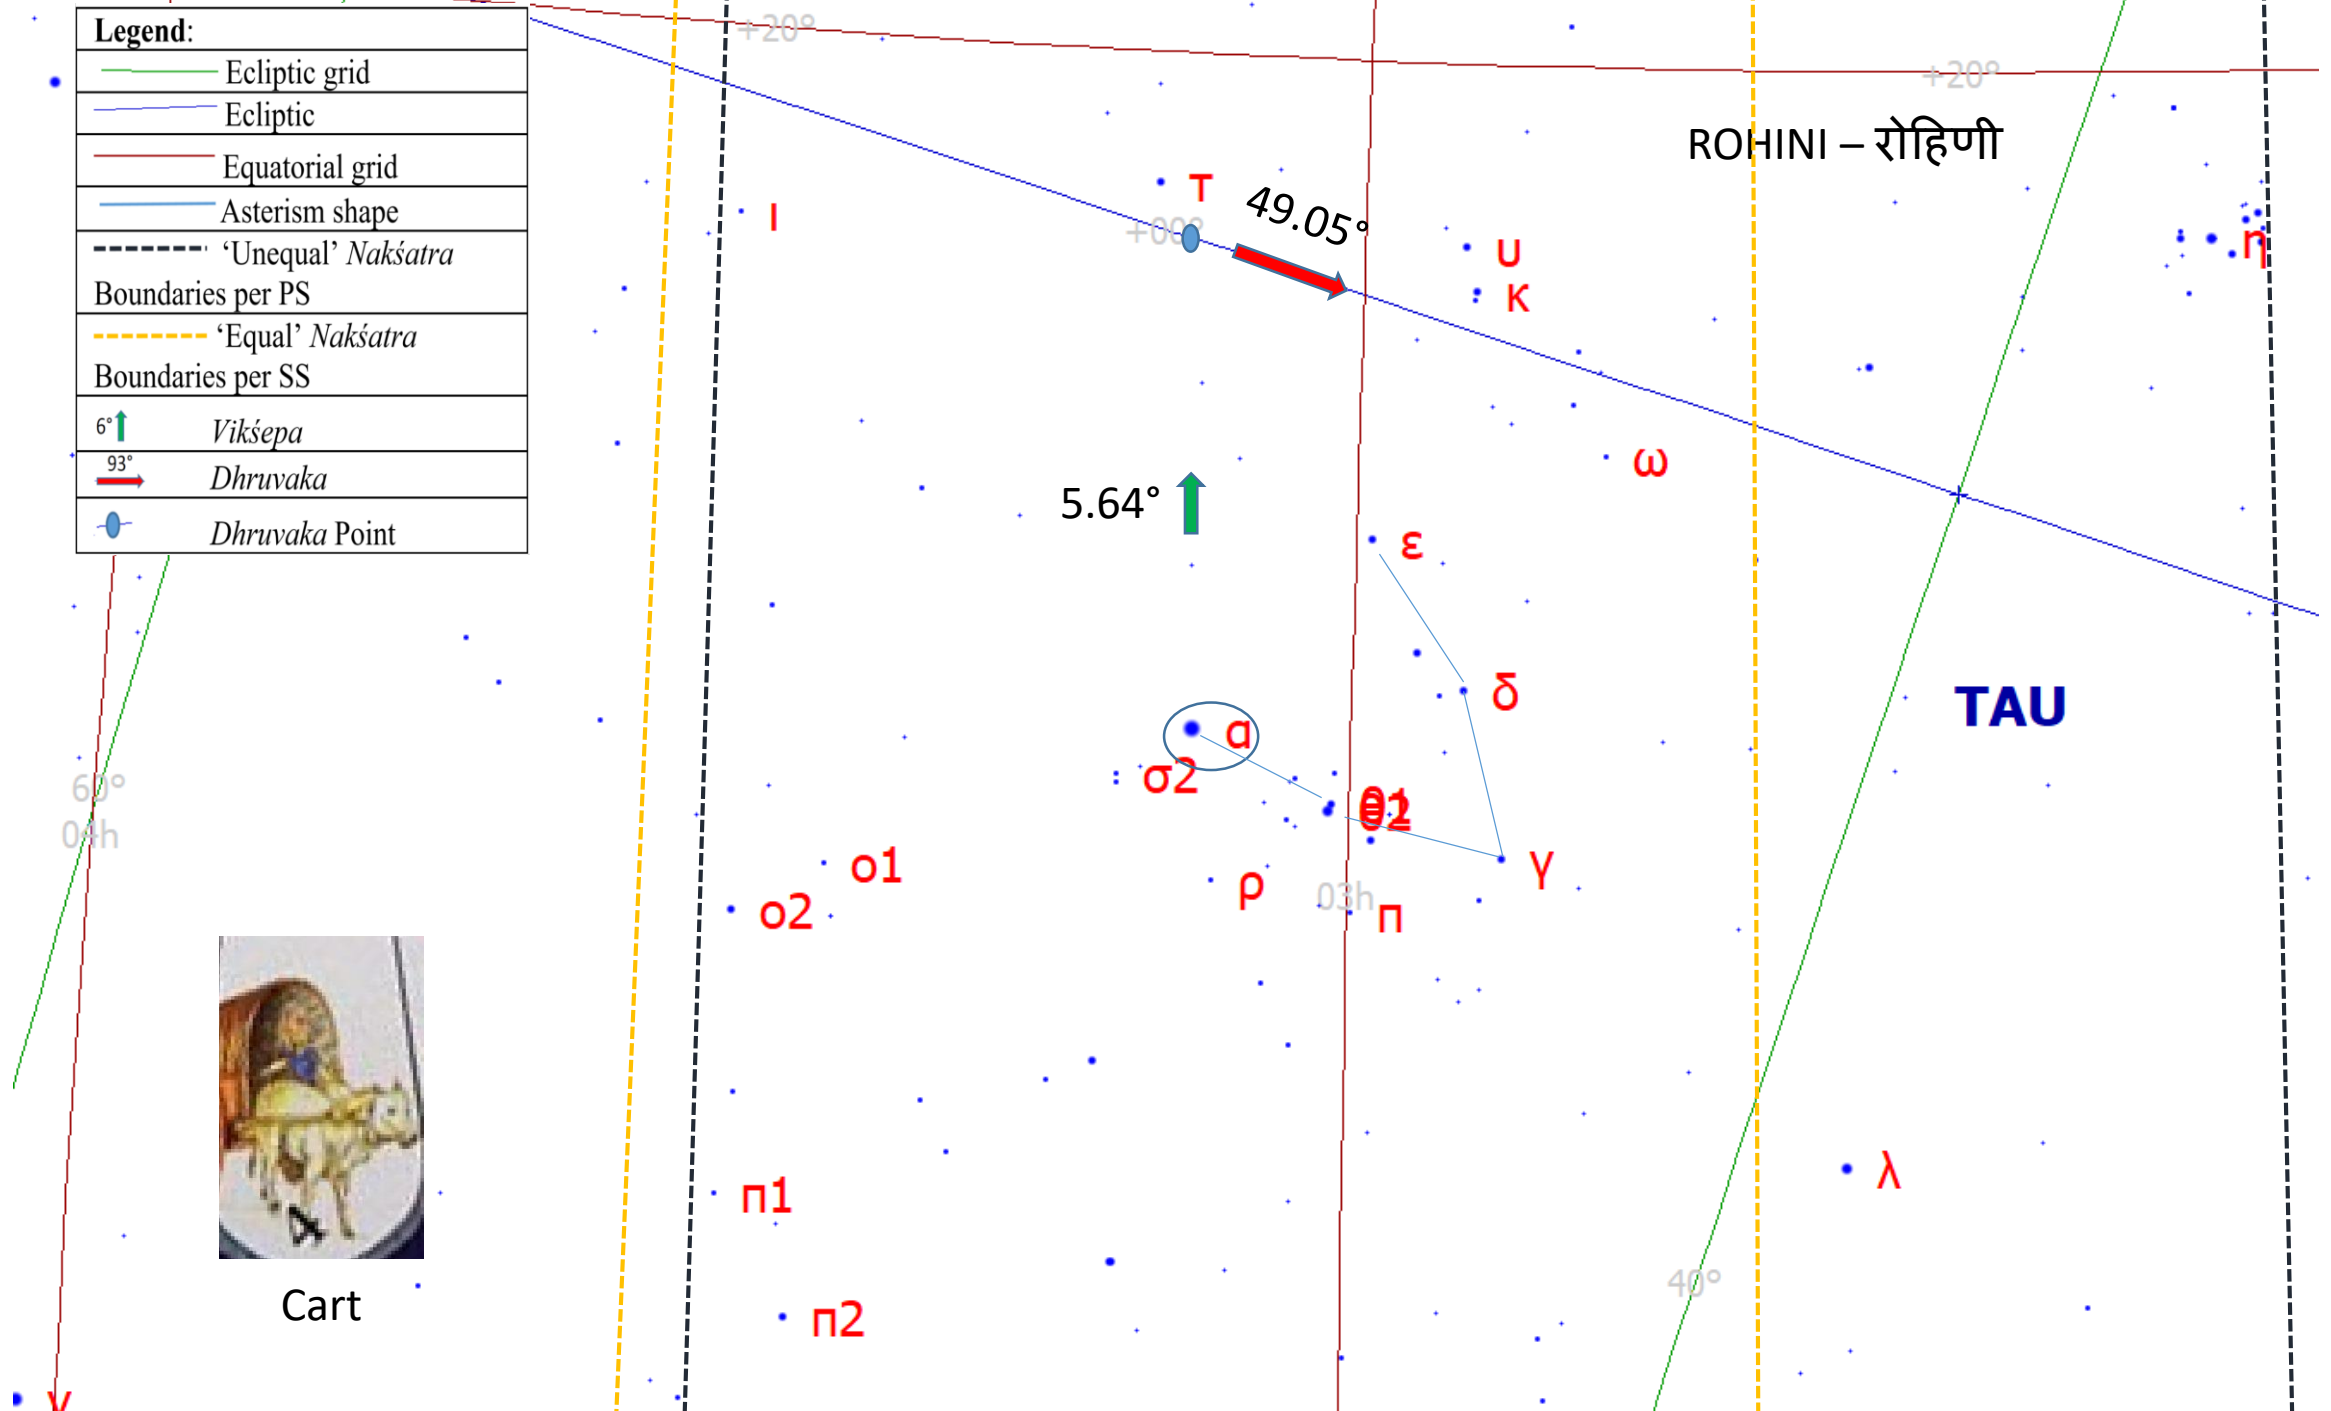 Legend:
Ecliptic grid
Ecliptic
Equatorial grid
Asterism shape
‘Unequal’ Nakśatra
Boundaries per PS
‘Equal’ Nakśatra
Boundaries per SS
6° Vikśepa
93° Dhruvaka
Dhruvaka Point
+20°
+20°
ROHINI – रोहिणी
τ
ι
49.05°
+00°
υ
η
κ
ω
5.64°
ε
δ
TAU
α
σ2
60°
04h
θ1
θ2
ο1
γ
ρ
03h
π
ο2
π1
λ
40°
4
Cart
π2
γ